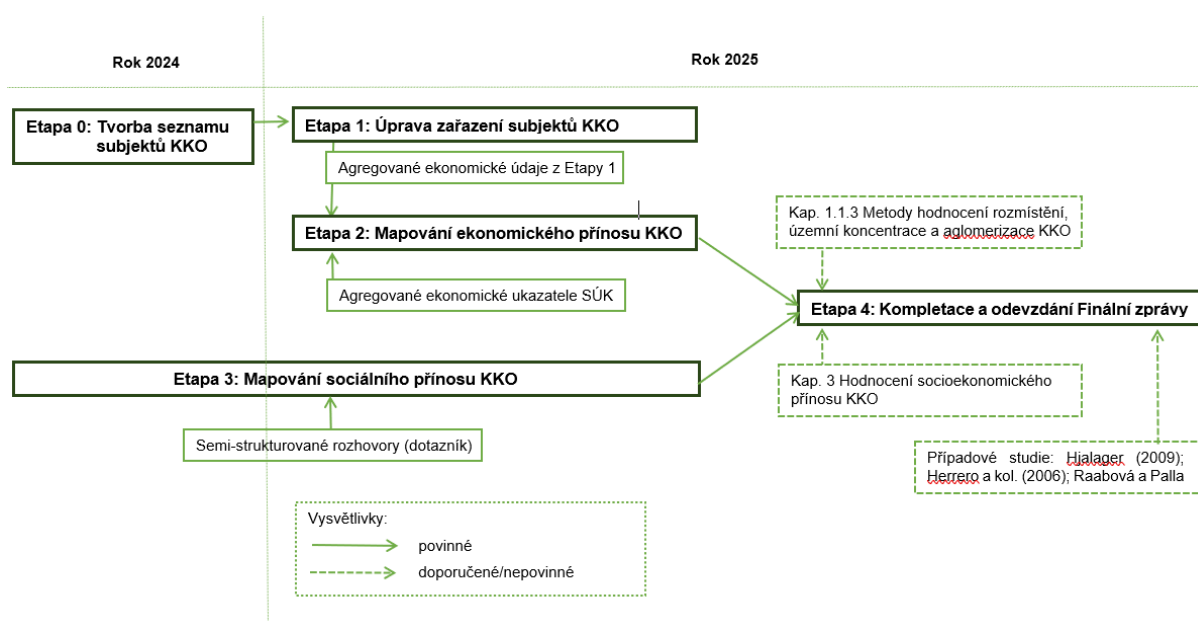 Rok 2024
Rok 2025
Etapa 0: Tvorba seznamu
subjektů KKO
Etapa 1: Úprava zařazení subjektů KKO
Agregované ekonomické údaje z Etapy 1
Etapa 2: Mapování ekonomického přínosu KKO
Agregované ekonomické ukazatele SÚK
Kap. 1.1.3 Metody hodnocení rozmístění,
územní koncentrace a aglomerizace KKO
Etapa 4: Kompletace a odevzdání Finální zprávy
Etapa 3: Mapování sociálního přínosu KKO
Kap. 3 Hodnocení socioekonomického
přínosu KKO
Semi-strukturované rozhovory (dotazník)
Případové studie: Hjalager (2009);
Herrero a kol. (2006); Raabová a Palla
Vysvětlivky:
povinné
doporučené/nepovinné